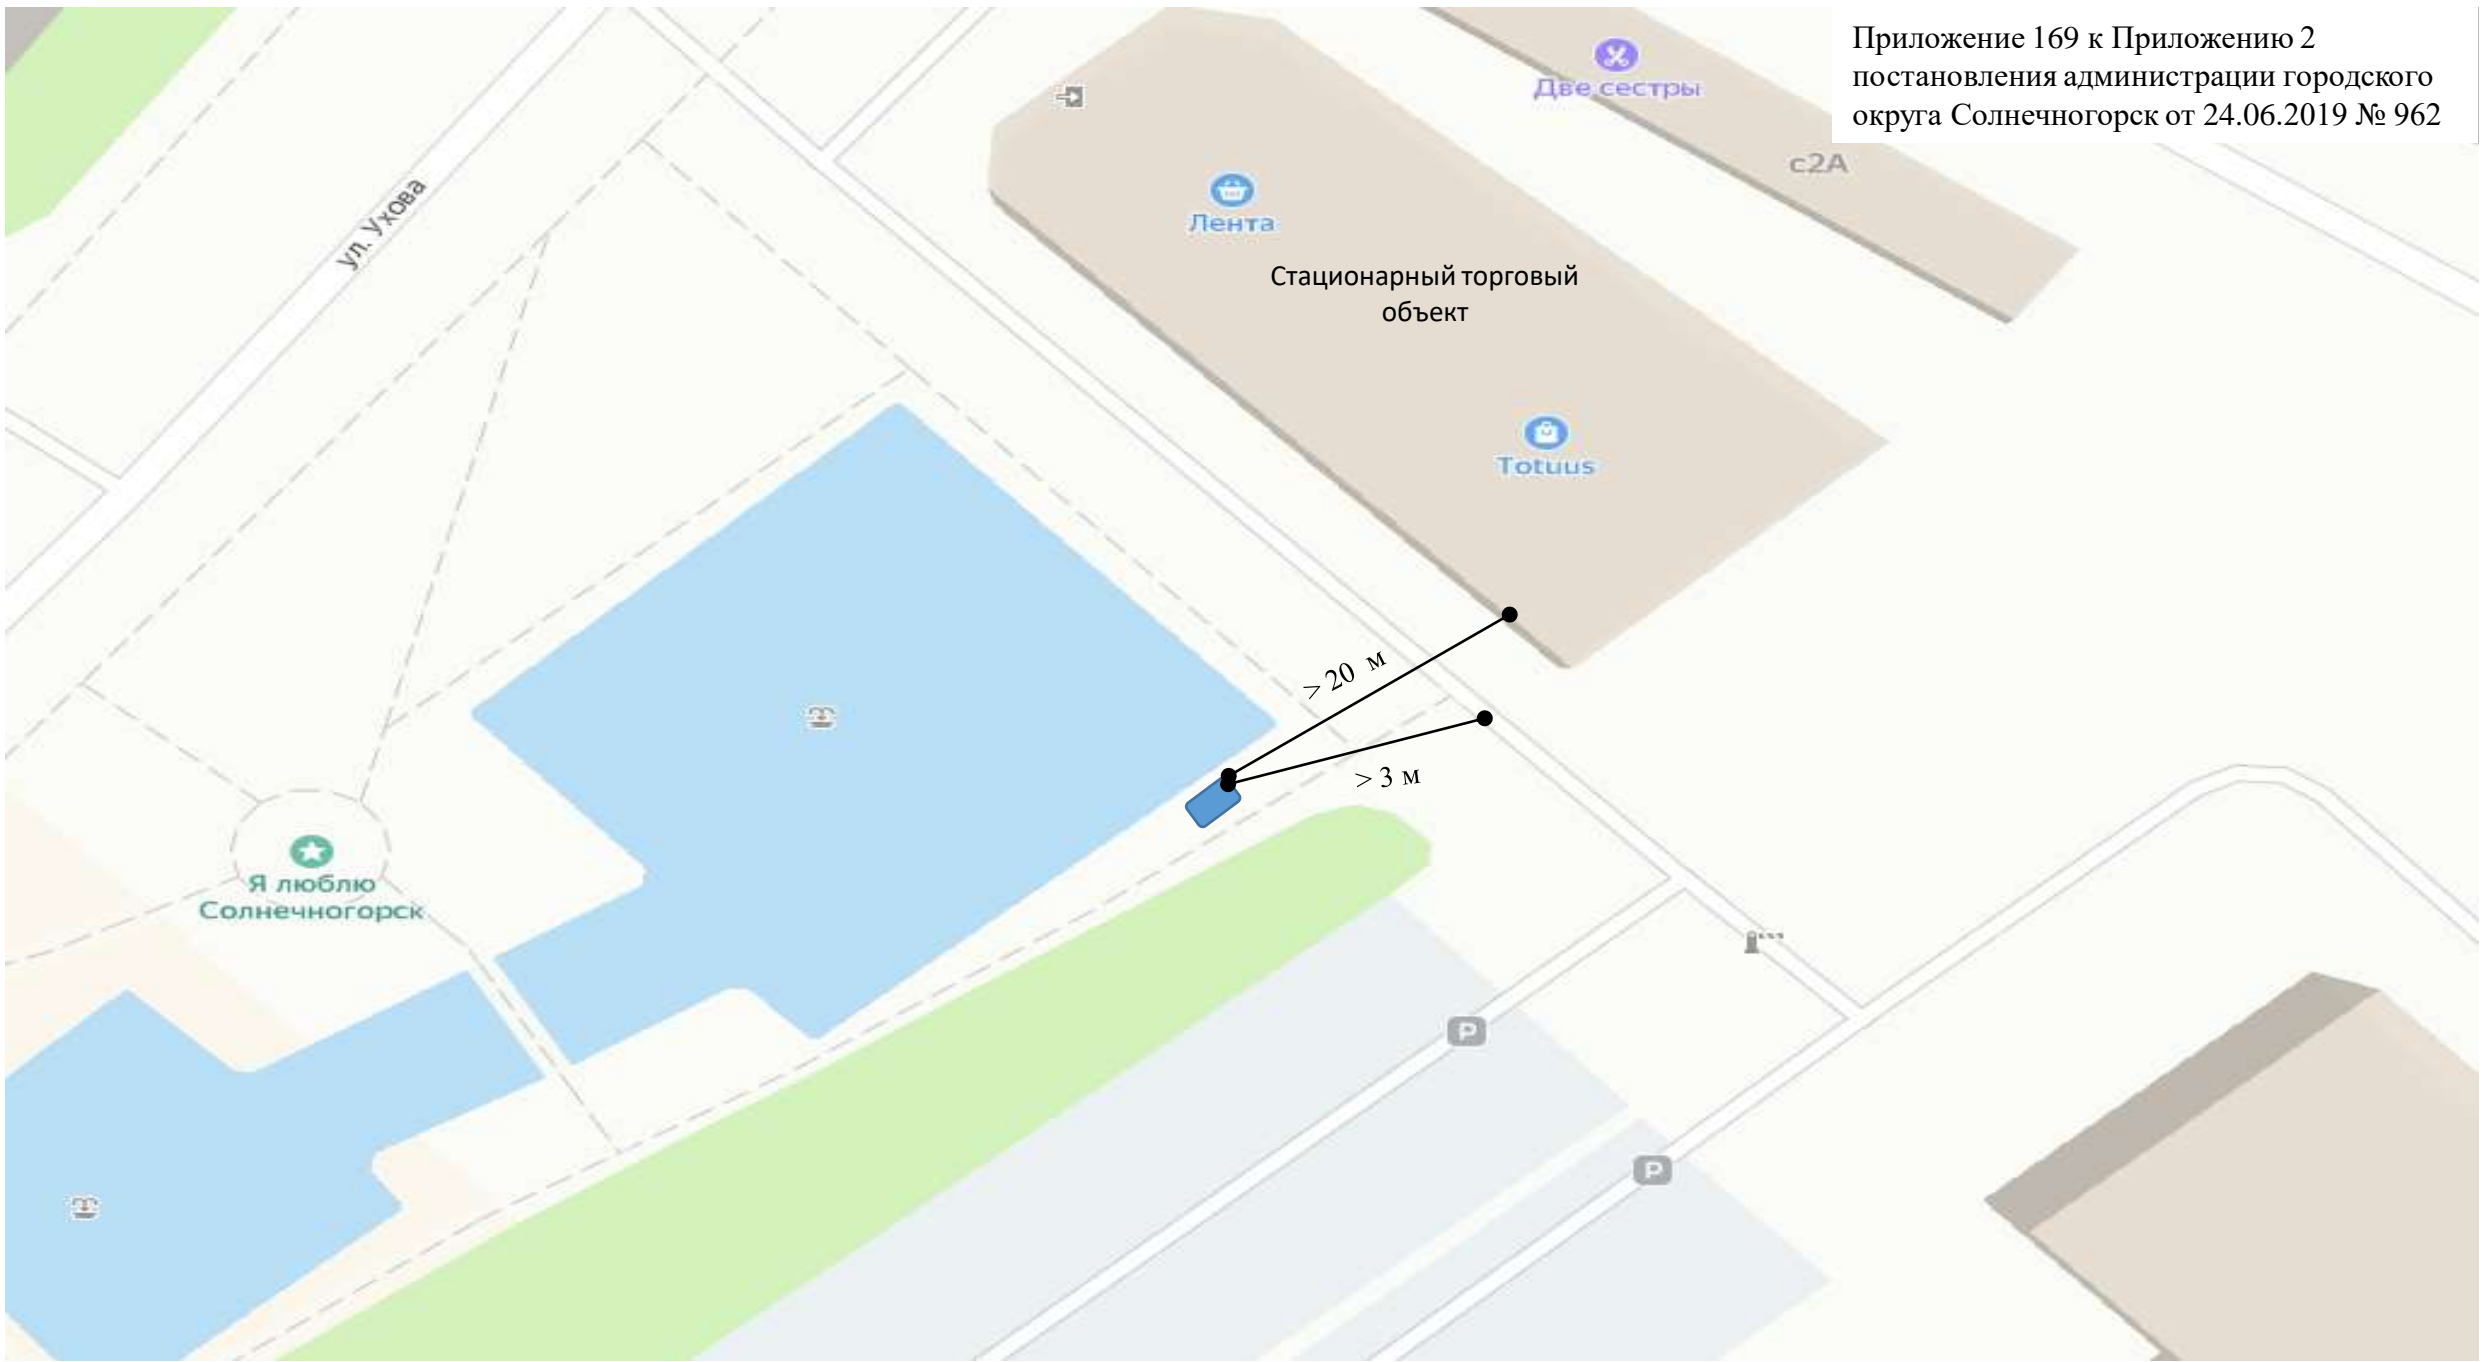 Приложение 169 к Приложению 2
постановления администрации городского
округа Солнечногорск от 24.06.2019 № 962
Две сестры
с2А
ул. Ухова
Лента
Стационарный торговый
объект
Totuus
> 20 м
> 3 м
Я люблю
Солнечногорск
P
P